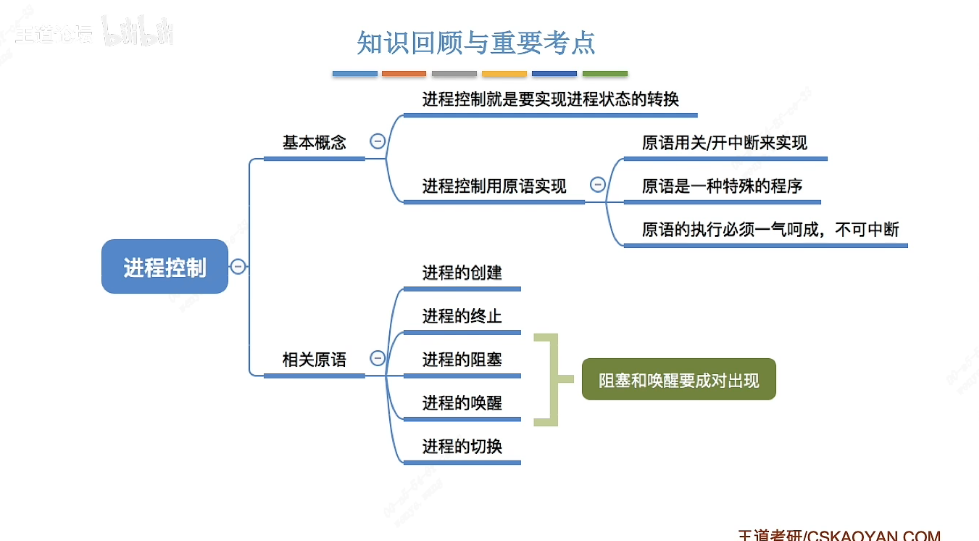 知识回顾与重要考点
进程控制就是要实现进程状态的转换
基本概念
原语用关/开中断来实现
进程控制用原语实现
原语是一种特殊的程序
原语的执行必须一气呵成，不可中断
进程控制
进程的创建
进程的终止
相关原语
进程的阻塞
阻塞和唤醒要成对出现
进程的唤醒
进程的切换
王道考研/CSKAOYAN.COM